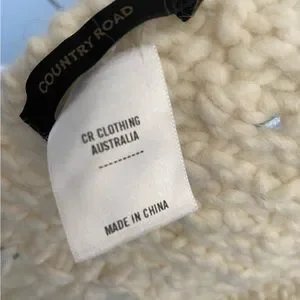 COUNTRY ROAD
CR CLOTHING
AUSTRALIA
----------
MADE IN CHINA